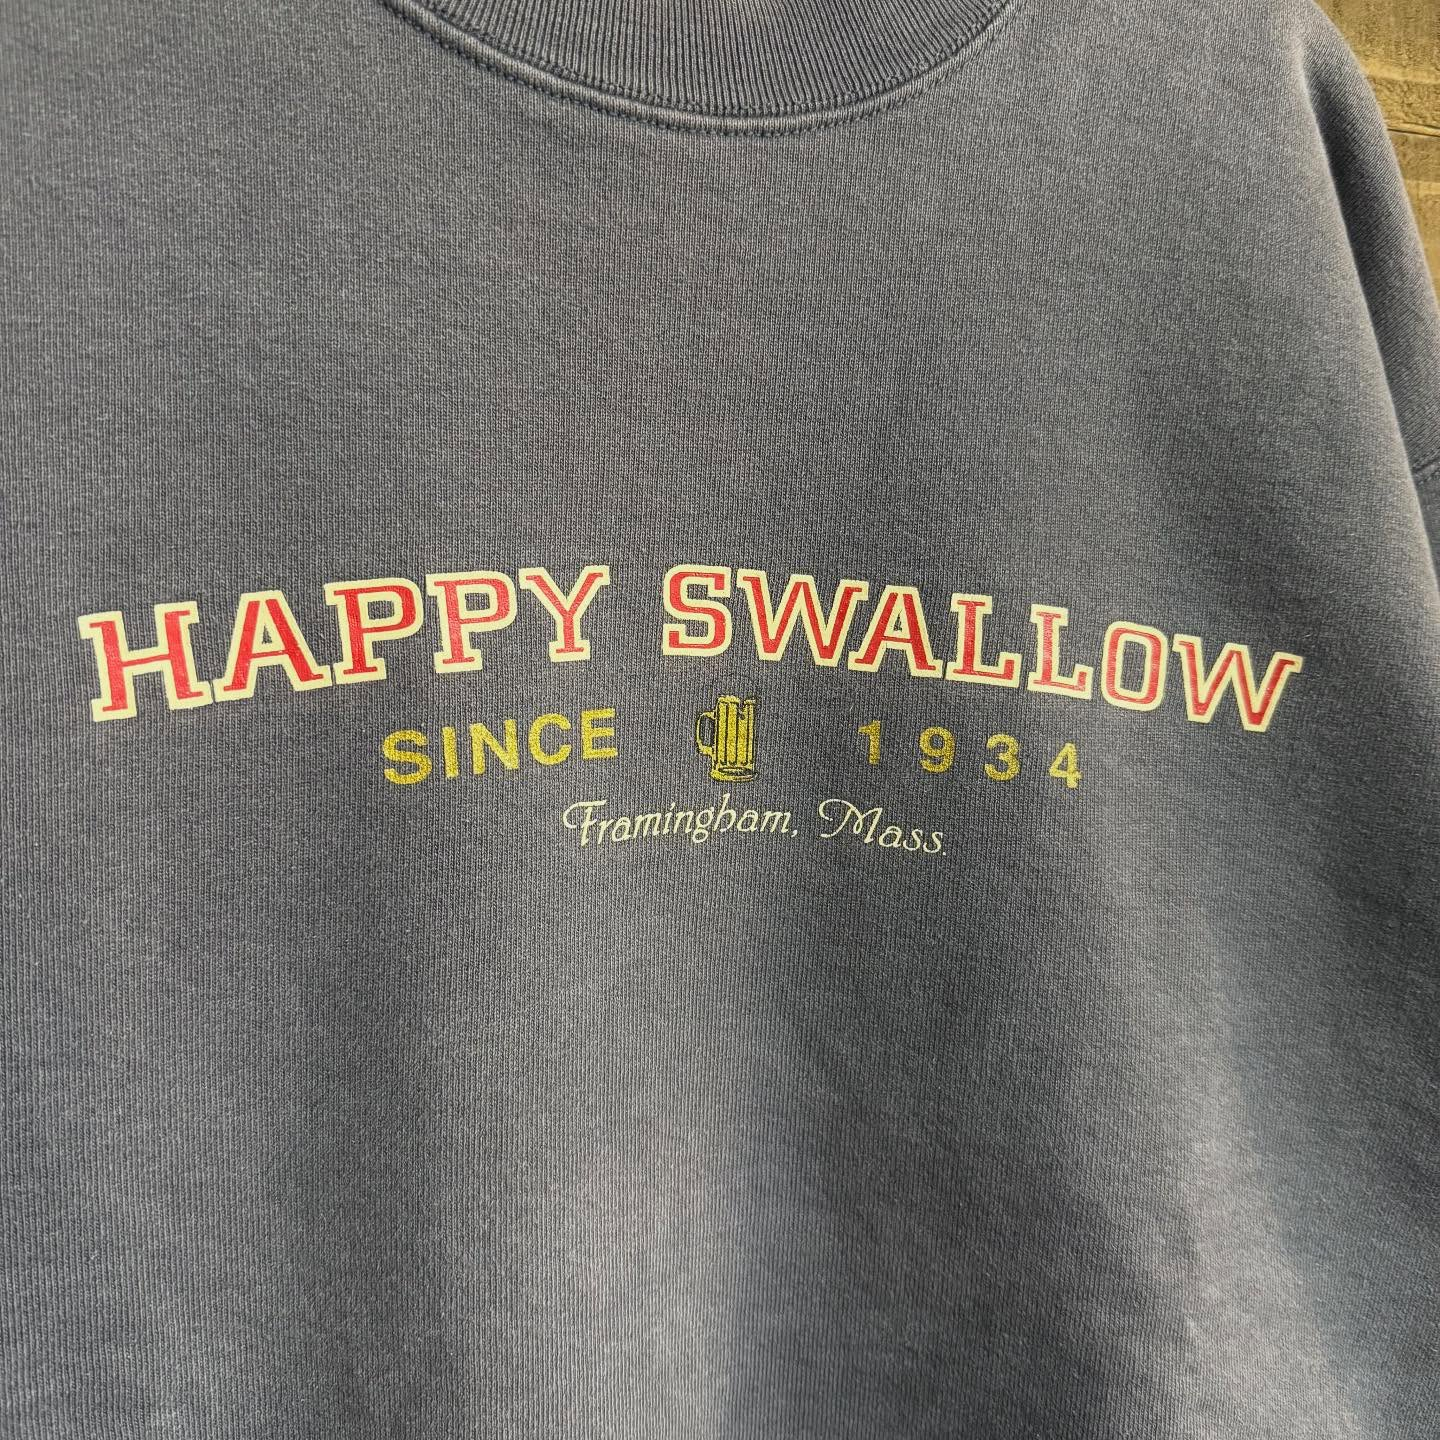 HAPPY SWALLOW
SINCE 1934
Framingham, Mass.